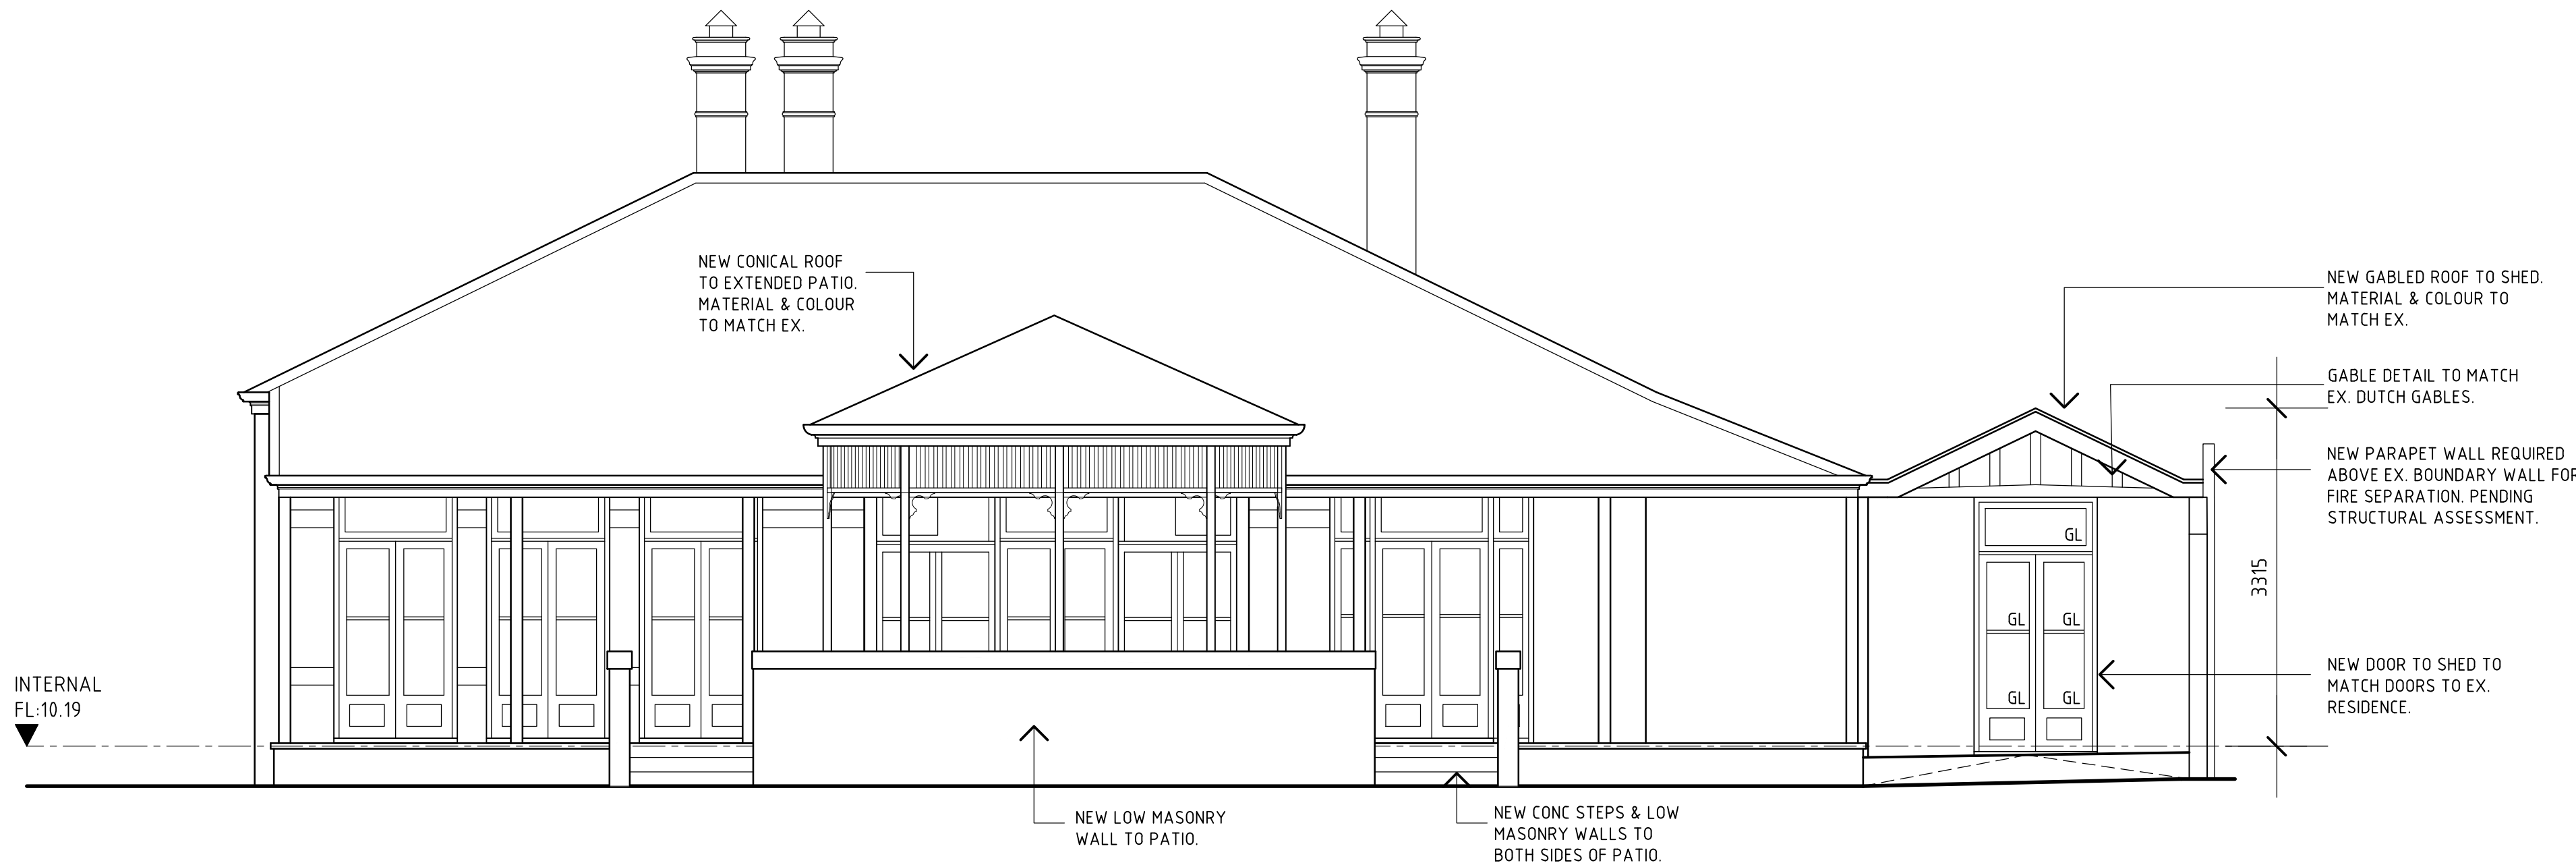 NEW CONICAL ROOF
TO EXTENDED PATIO.
MATERIAL & COLOUR
TO MATCH EX.
NEW GABLED ROOF TO SHED.
MATERIAL & COLOUR TO
MATCH EX.
GABLE DETAIL TO MATCH
EX. DUTCH GABLES.
NEW PARAPET WALL REQUIRED
ABOVE EX. BOUNDARY WALL FOR
FIRE SEPARATION. PENDING
STRUCTURAL ASSESSMENT.
GL
3315
GL GL
GL GL
NEW DOOR TO SHED TO
MATCH DOORS TO EX.
RESIDENCE.
INTERNAL
FL:10.19
NEW LOW MASONRY
WALL TO PATIO.
NEW CONC STEPS & LOW
MASONRY WALLS TO
BOTH SIDES OF PATIO.